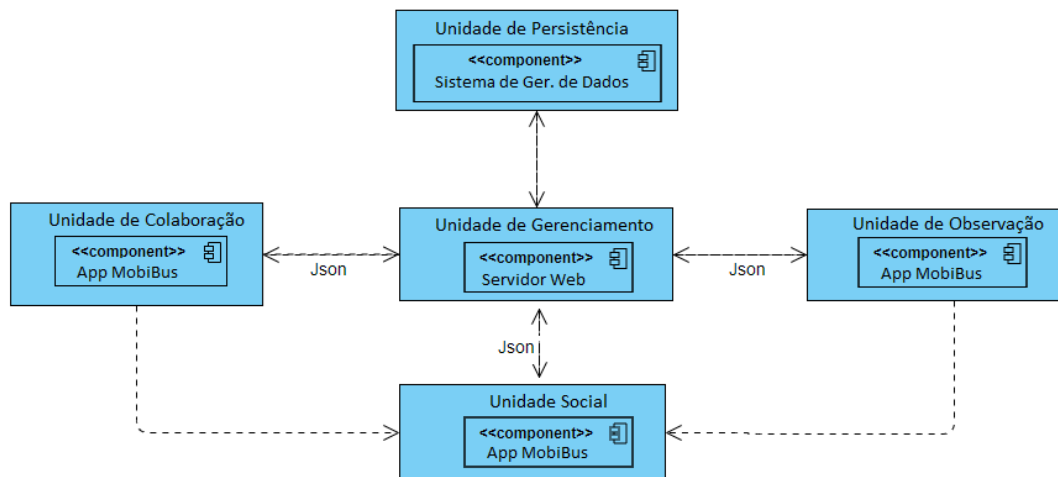 Unidade de Persistência
<<component>>
Sistema de Ger. de Dados
Unidade de Colaboração
<<component>>
App MobiBus
Json
Unidade de Gerenciamento
<<component>>
Servidor Web
Json
Unidade de Observação
<<component>>
App MobiBus
Json
Unidade Social
<<component>>
App MobiBus